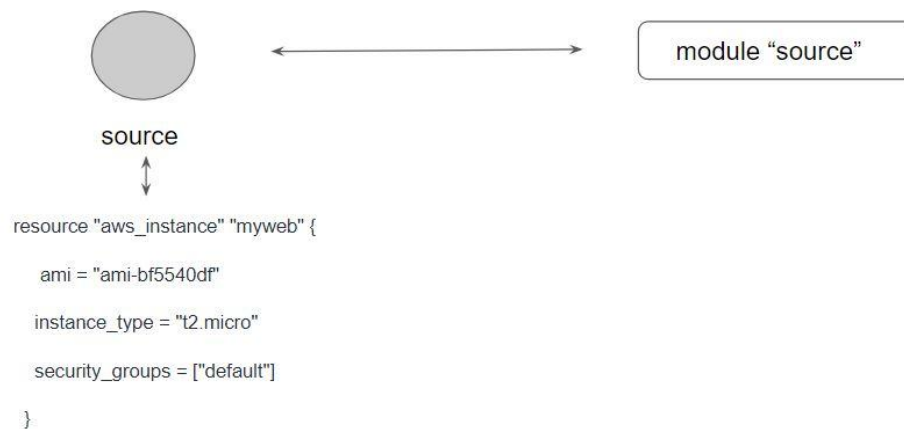 module “source”
source
resource "aws_instance" "myweb" {
ami = "ami-bf5540df"
instance_type = "t2.micro"
security_groups = ["default"]
}